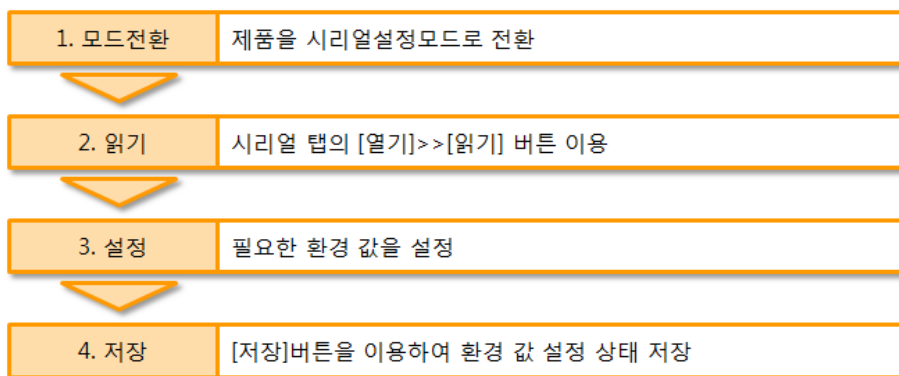 1. 모드전환 제품을 시리얼설정모드로 전환
2. 읽기 시리얼 탭의 [열기]>>[읽기] 버튼 이용
3. 설정 필요한 환경 값을 설정
4. 저장 [저장]버튼을 이용하여 환경 값 설정 상태 저장